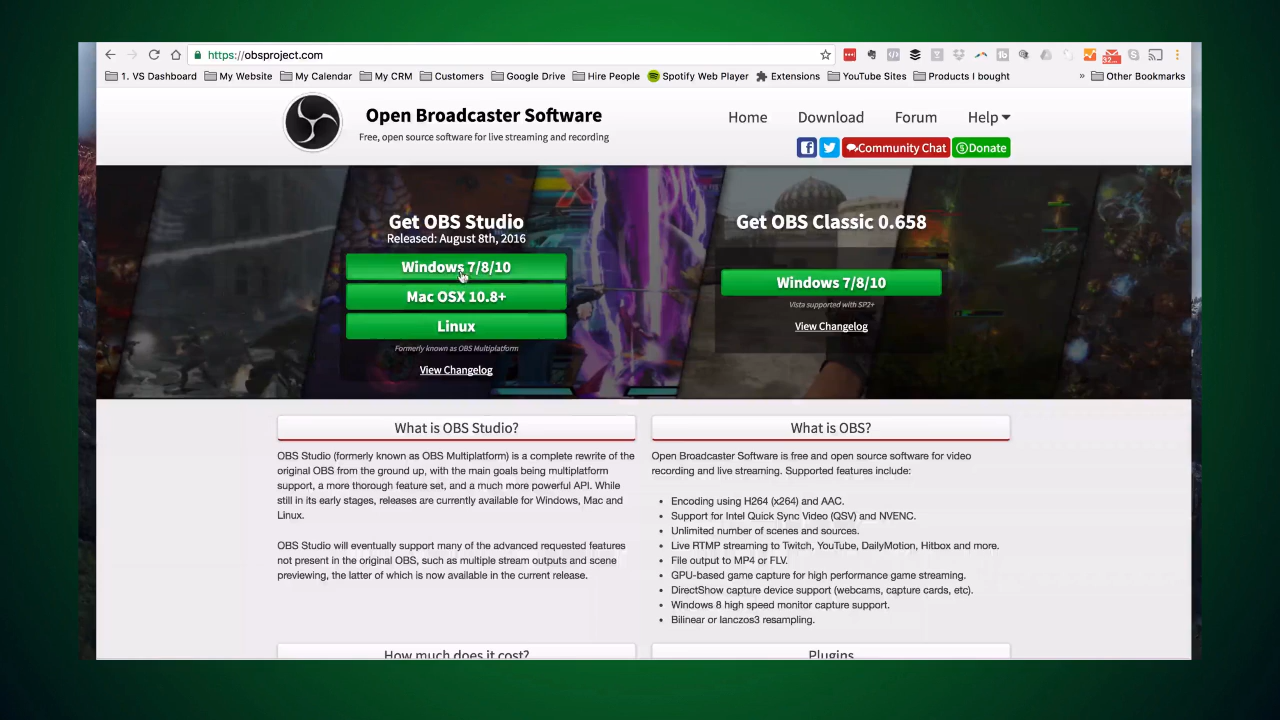 https://obsproject.com
1. VS Dashboard My Website My Calendar My CRM Customers Google Drive Hire People Spotify Web Player Extensions YouTube Sites Products I bought » Other Bookmarks
Open Broadcaster Software
Free, open source software for live streaming and recording
Home Download Forum Help
Community Chat Donate
Get OBS Studio
Released: August 8th, 2016
Windows 7/8/10
Mac OSX 10.8+
Linux
Formerly known as OBS Multiplatform
View Changelog
Get OBS Classic 0.658
Windows 7/8/10
Vista supported with SP2+
View Changelog
What is OBS Studio?
OBS Studio (formerly known as OBS Multiplatform) is a complete rewrite of the
original OBS from the ground up, with the main goals being multiplatform
support, a more thorough feature set, and a much more powerful API. While
still in its early stages, releases are currently available for Windows, Mac and
Linux.
OBS Studio will eventually support many of the advanced requested features
not present in the original OBS, such as multiple stream outputs and scene
previewing, the latter of which is now available in the current release.
What is OBS?
Open Broadcaster Software is free and open source software for video
recording and live streaming. Supported features include:
• Encoding using H264 (x264) and AAC.
• Support for Intel Quick Sync Video (QSV) and NVENC.
• Unlimited number of scenes and sources.
• Live RTMP streaming to Twitch, YouTube, DailyMotion, Hitbox and more.
• File output to MP4 or FLV.
• GPU-based game capture for high performance game streaming.
• DirectShow capture device support (webcams, capture cards, etc).
• Windows 8 high speed monitor capture support.
• Bilinear or lanczos3 resampling.
How much does it cost?
Plugins